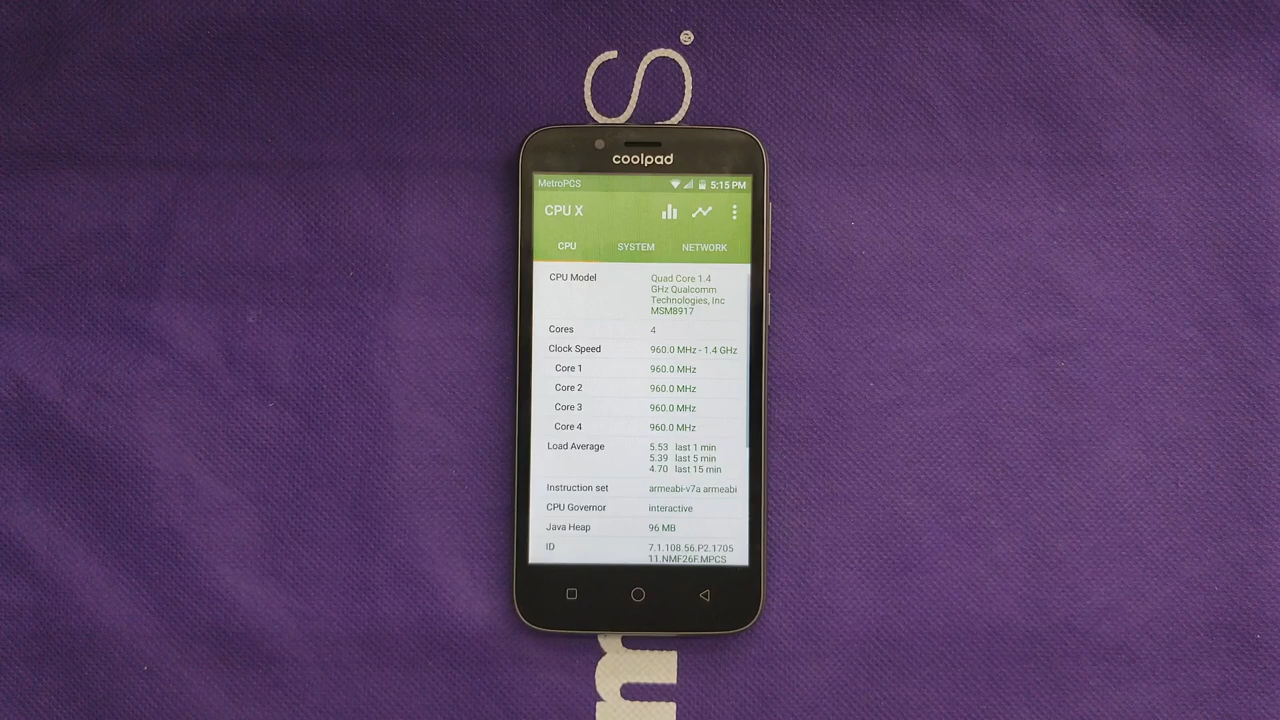 S®
coolpad
MetroPCS 5:15 PM
CPU X
CPU SYSTEM NETWORK
CPU Model Quad Core 1.4
GHz Qualcomm
Technologies, Inc
MSM8917
Cores 4
Clock Speed 960.0 MHz - 1.4 GHz
Core 1 960.0 MHz
Core 2 960.0 MHz
Core 3 960.0 MHz
Core 4 960.0 MHz
Load Average 5.53 last 1 min
5.39 last 5 min
4.70 last 15 min
Instruction set armeabi-v7a armeabi
CPU Governor interactive
Java Heap 96 MB
ID 7.1.108.56.P2.1705
11.NMF26F.MPCS
m